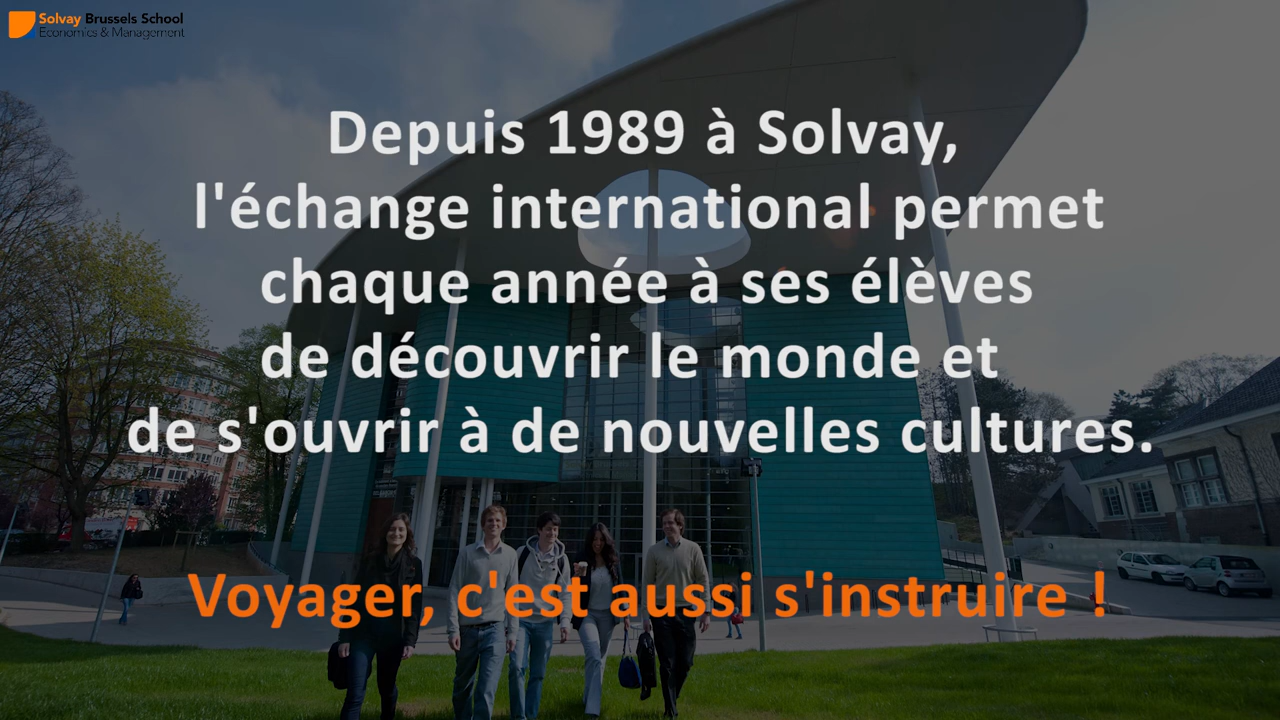 Solvay Brussels School
Economics & Management
Depuis 1989 à Solvay,
l'échange international permet
chaque année à ses élèves
de découvrir le monde et
de s'ouvrir à de nouvelles cultures.
Voyager, c'est aussi s'instruire !